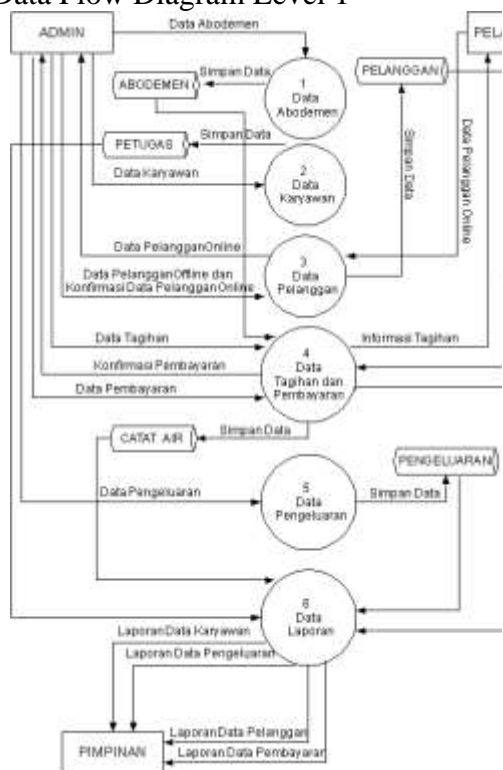 Data Flow Diagram Level 1
ADMIN
Data Abodemen
Simpan Data
ABODEMEN
1
Data
Abodemen
PELANGGAN
Simpan Data
PETUGAS
2
Data
Karyawan
Data Karyawan
Simpan Data
Data Pelanggan Online
Data PelangganOnline
3
Data
Pelanggan
Data PelangganOffline dan
Konfirmasi Data Pelanggan Online
Data Tagihan
4
Data
Tagihan dan
Pembayaran
Informasi Tagihan
Konfirmasi Pembayaran
Data Pembayaran
Simpan Data
CATAT AIR
PENGELUARAN
Data Pengeluaran
5
Data
Pengeluaran
Simpan Data
6
Data
Laporan
Laporan Data Karyawan
Laporan Data Pengeluaran
Laporan Data Pelanggan
Laporan Data Pembayaran
PIMPINAN